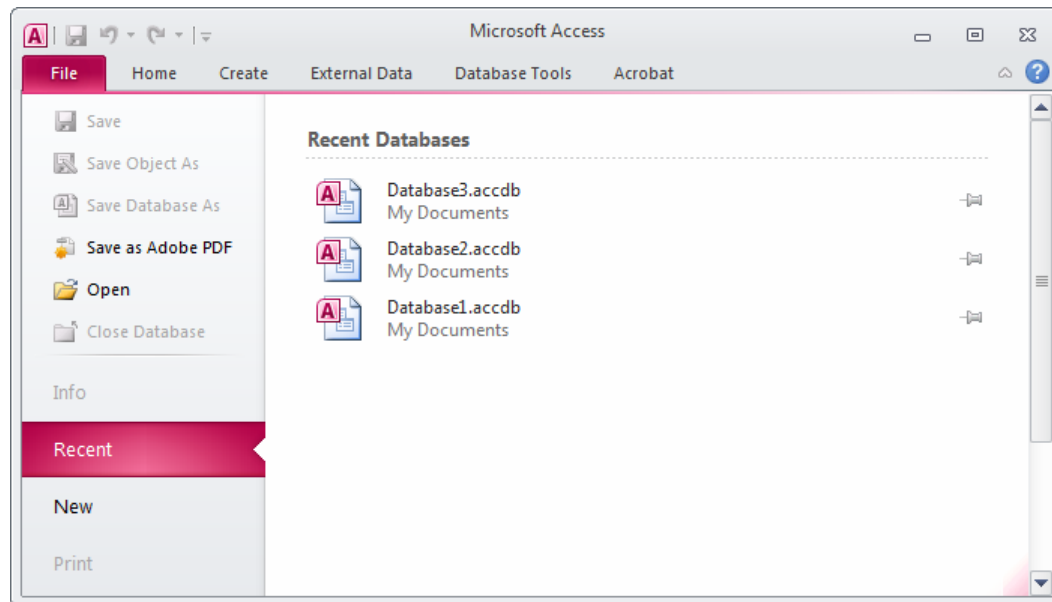 Microsoft Access
File Home Create External Data Database Tools Acrobat
Save
Save Object As
Save Database As
Save as Adobe PDF
Open
Close Database
Info
Recent
New
Print
Recent Databases
Database3.accdb
My Documents
Database2.accdb
My Documents
Database1.accdb
My Documents